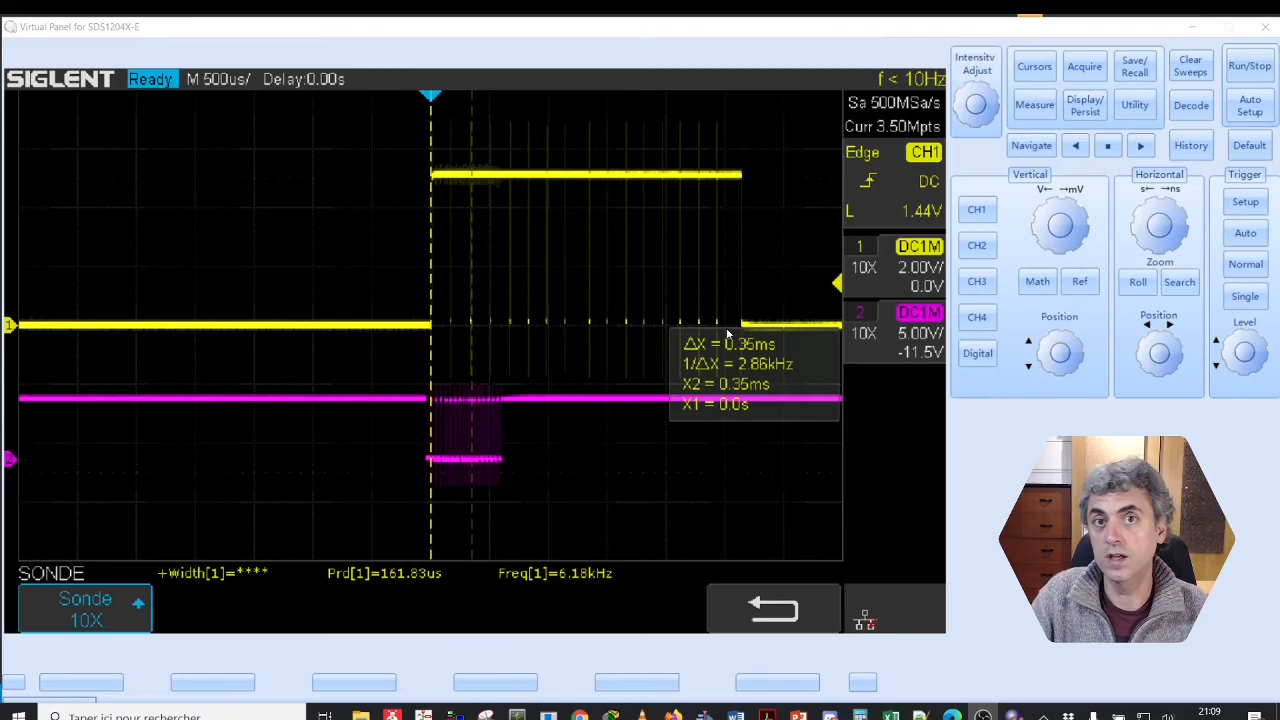 Virtual Panel for SDS1204X-E
SIGLENT Ready M 500us/ Delay:0.00s f < 10Hz
Sa 500MSa/s
Curr 3.50Mpts
Edge CH1
DC
L 1.44V
1 DC1M
10X 2.00V/
0.0V
2 DC1M
10X 5.00V/
-11.5V
1
2
ΔX = 0.35ms
1/ΔX = 2.86kHz
X2 = 0.35ms
X1 = 0.0s
SONDE +Width[1]=**** Prd[1]=161.83us Freq[1]=6.18kHz
Sonde
10X
Intensity
Adjust
Cursors Acquire Save/
Recall
Clear
Sweeps
Run/Stop
Measure Display/
Persist
Utility Decode Auto
Setup
Navigate History Default
Vertical Horizontal Trigger
CH1 V mV s ns Setup
CH2 Zoom Auto
CH3 Math Ref Roll Search Normal
Single
CH4 Position Position Level
Digital
Taper ici pour rechercher
21:09